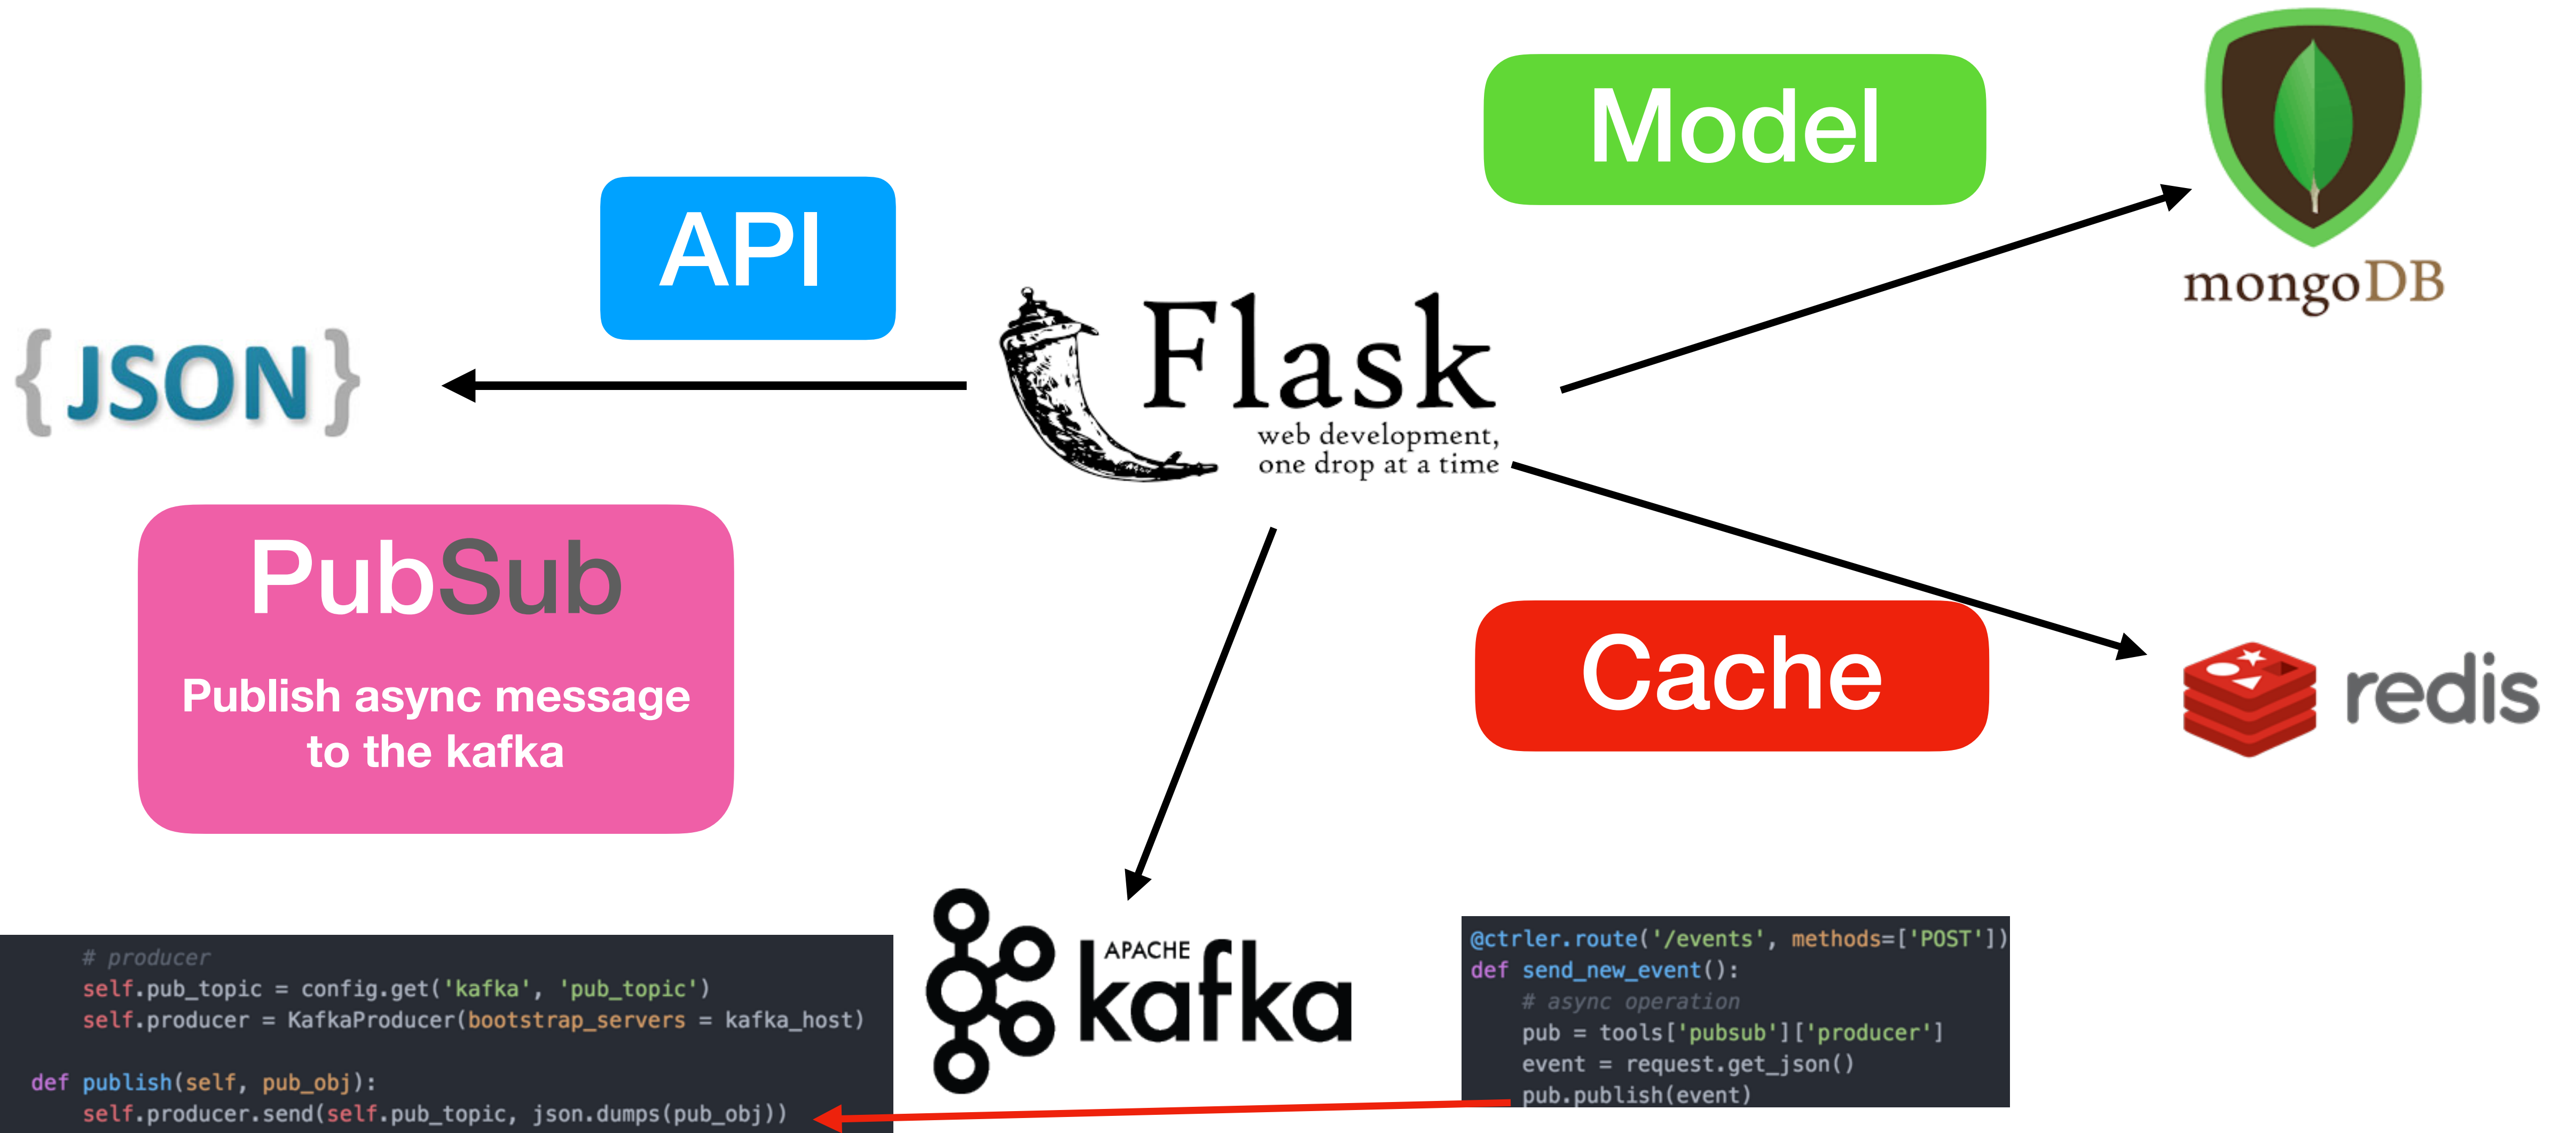 Model
mongoDB
API
{JSON}
Flask
web development,
one drop at a time
PubSub
Publish async message
to the kafka
Cache
redis
APACHE
kafka
# producer
self.pub_topic = config.get('kafka', 'pub_topic')
self.producer = KafkaProducer(bootstrap_servers = kafka_host)
def publish(self, pub_obj):
self.producer.send(self.pub_topic, json.dumps(pub_obj))
@ctrler.route('/events', methods=['POST'])
def send_new_event():
# async operation
pub = tools['pubsub']['producer']
event = request.get_json()
pub.publish(event)